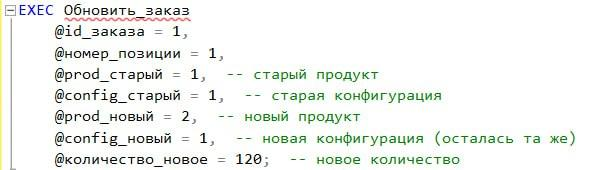 EXEC Обновить_заказ
@id_заказа = 1,
@номер_позиции = 1,
@prod_старый = 1,  -- старый продукт
@config_старый = 1,  -- старая конфигурация
@prod_новый = 2,  -- новый продукт
@config_новый = 1,  -- новая конфигурация (осталась та же)
@количество_новое = 120;  -- новое количество